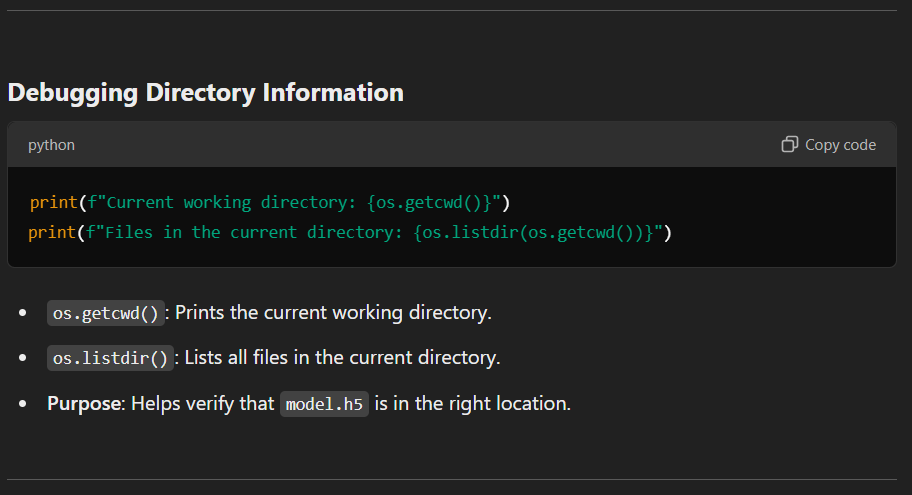 Debugging Directory Information
python
Copy code
print(f"Current working directory: {os.getcwd()}")
print(f"Files in the current directory: {os.listdir(os.getcwd())}")
• os.getcwd(): Prints the current working directory.
• os.listdir(): Lists all files in the current directory.
• Purpose: Helps verify that model.h5 is in the right location.